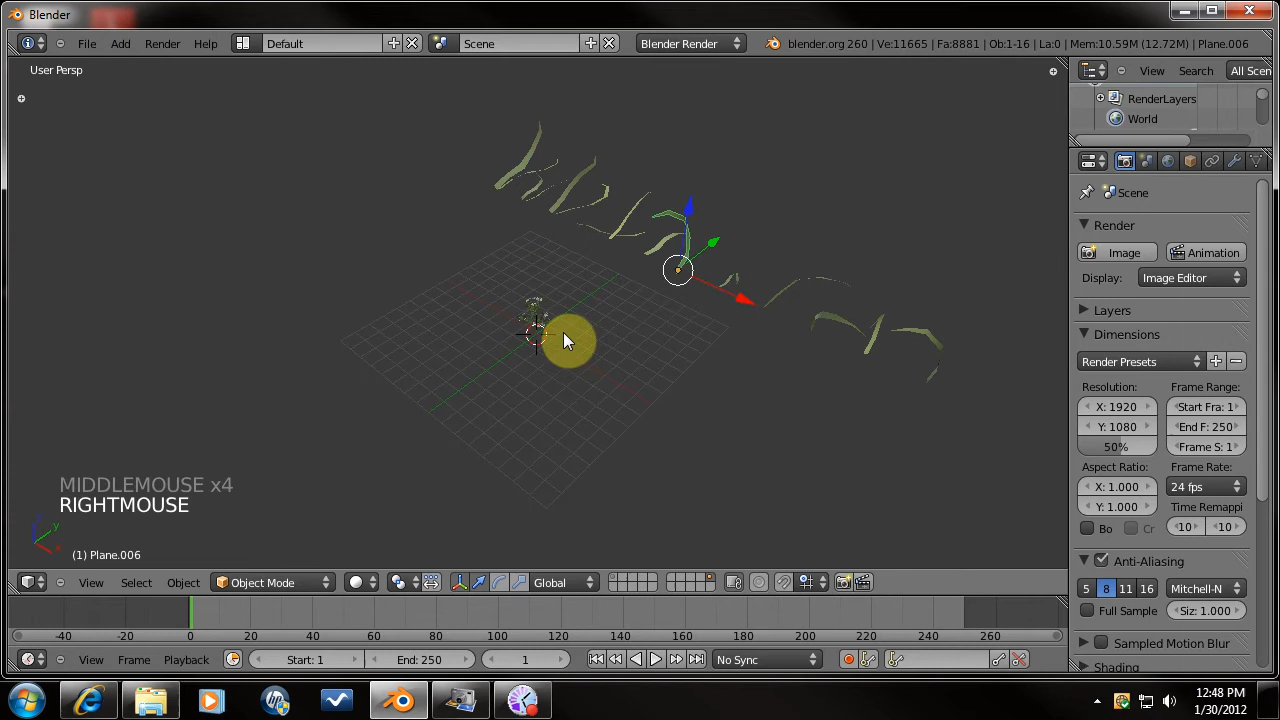 Blender
File Add Render Help Default Scene Blender Render blender.org 260 | Ve:11665 | Fa:8881 | Ob:1-16 | La:0 | Mem:10.59M (12.72M) | Plane.006
User Persp
View Search All Scen
RenderLayers
World
Scene
Render
Image Animation
Display: Image Editor
Layers
Dimensions
Render Presets
Resolution: Frame Range:
X: 1920 Start Fra: 1
Y: 1080 End F: 250
50% Frame S: 1
Aspect Ratio: Frame Rate:
X: 1.000 24 fps
Y: 1.000 Time Remappi
Bo Cr 10 10
Anti-Aliasing
5 8 11 16 Mitchell-N
Full Sample Siz: 1.000
Sampled Motion Blur
Shading
MIDDLEMOUSE x4
RIGHTMOUSE
z y x
(1) Plane.006
View Select Object Object Mode Global
-40 -20 0 20 40 60 80 100 120 140 160 180 200 220 240 260
View Frame Playback Start: 1 End: 250 1 No Sync
12:48 PM
1/30/2012